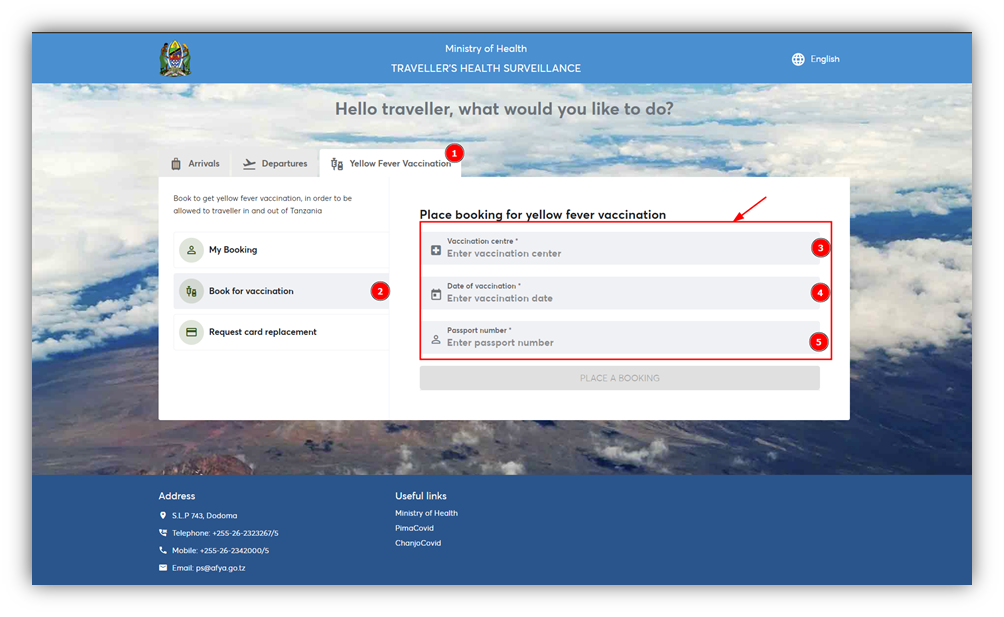 Ministry of Health
TRAVELLER'S HEALTH SURVEILLANCE
English
Hello traveller, what would you like to do?
Arrivals
Departures
Yellow Fever Vaccination
1
Book to get yellow fever vaccination, in order to be
allowed to traveller in and out of Tanzania
My Booking
Book for vaccination
2
Request card replacement
Place booking for yellow fever vaccination
Vaccination centre *
Enter vaccination center
3
Date of vaccination *
Enter vaccination date
4
Passport number *
Enter passport number
5
PLACE A BOOKING
Address
S.L.P 743, Dodoma
Telephone: +255-26-2323267/5
Mobile: +255-26-2342000/5
Email: ps@afya.go.tz
Useful links
Ministry of Health
PimaCovid
ChanjoCovid